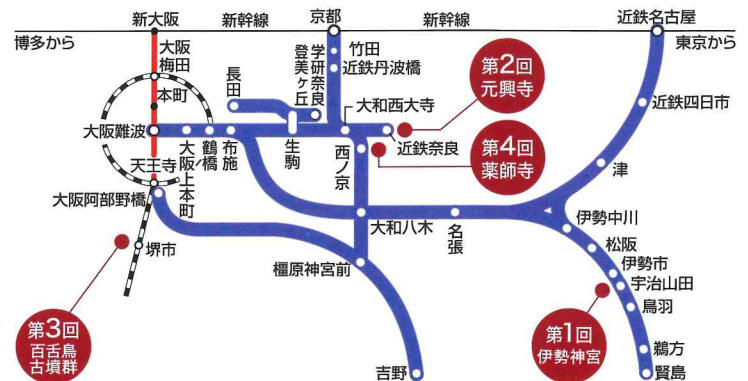 新大阪
新幹線
京都
新幹線
近鉄名古屋
博多から
東京から
大阪梅田
本町
大阪難波
天王寺
大阪阿部野橋
堺市
大阪上本町
鶴橋
布施
長田
生駒
学研奈良登美ヶ丘
竹田
近鉄丹波橋
大和西大寺
近鉄奈良
西ノ京
大和八木
橿原神宮前
吉野
名張
近鉄四日市
津
伊勢中川
松阪
伊勢市
宇治山田
鳥羽
鵜方
賢島
第2回
元興寺
第4回
薬師寺
第3回
百舌鳥
古墳群
第1回
伊勢神宮